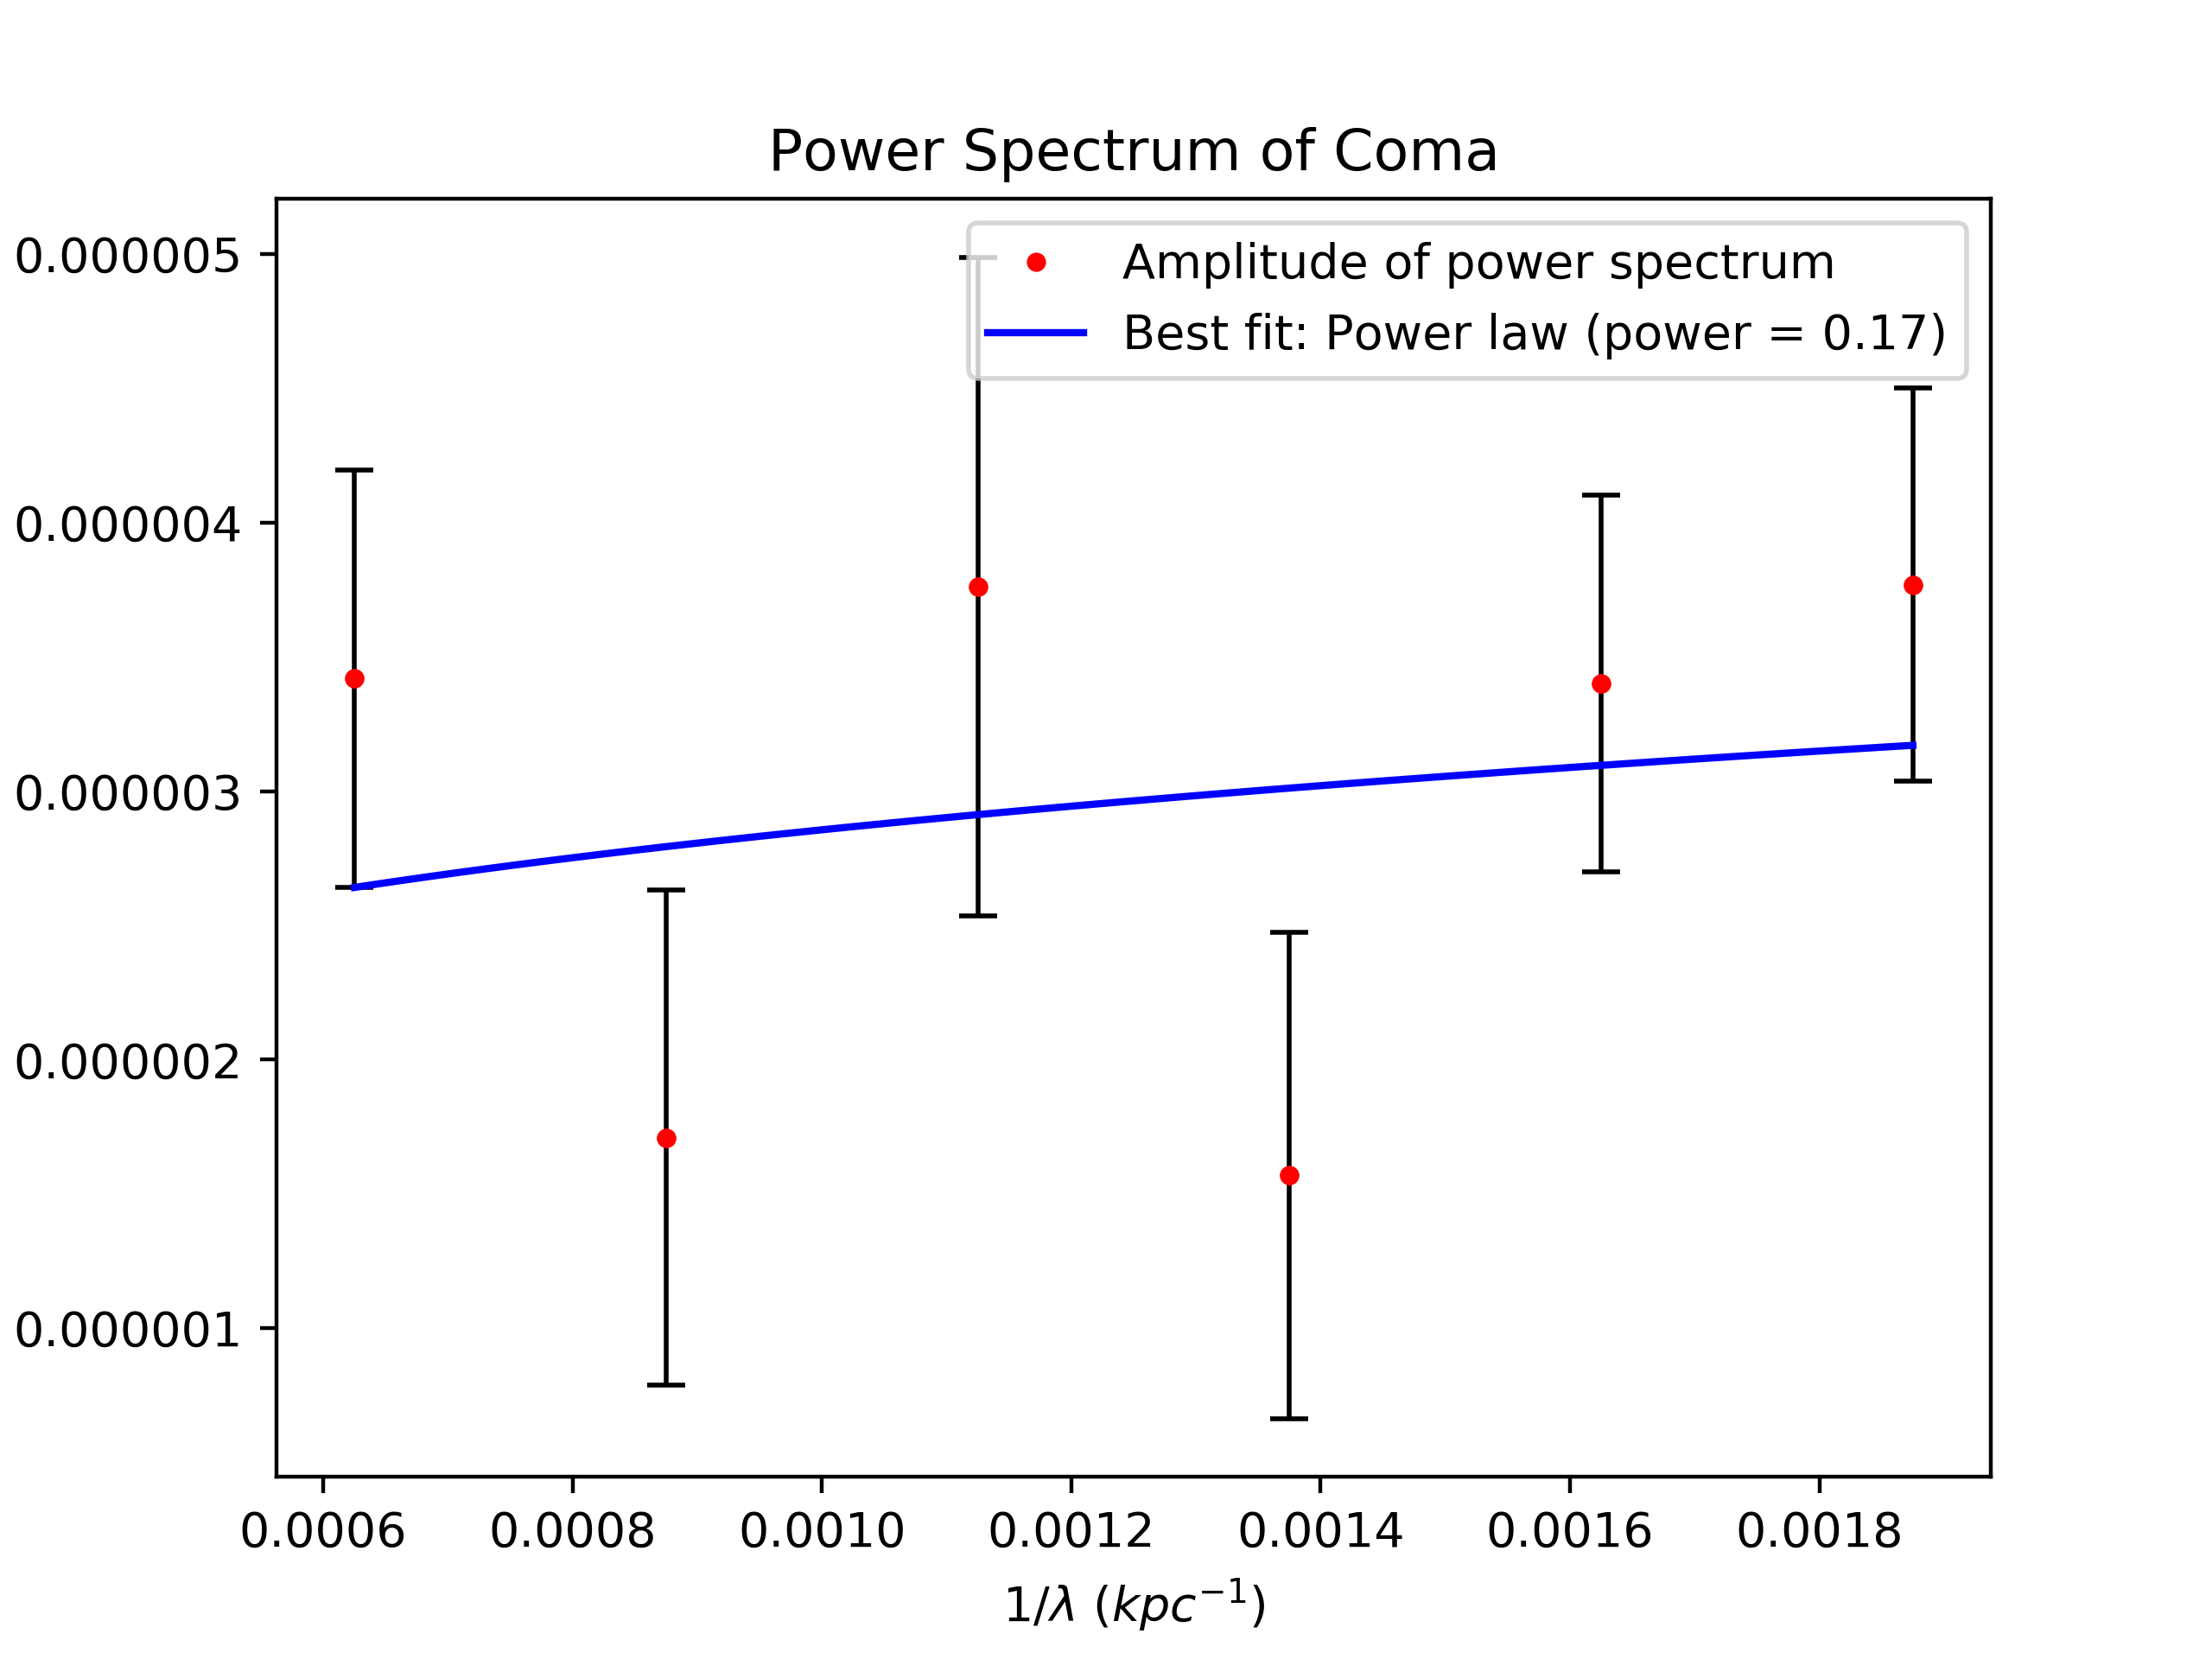 Power Spectrum of Coma
Amplitude of power spectrum
Best fit: Power law (power = 0.17)
0.000005
0.000004
0.000003
0.000002
0.000001
0.0006 0.0008 0.0010 0.0012 0.0014 0.0016 0.0018
1/λ (kpc⁻¹)